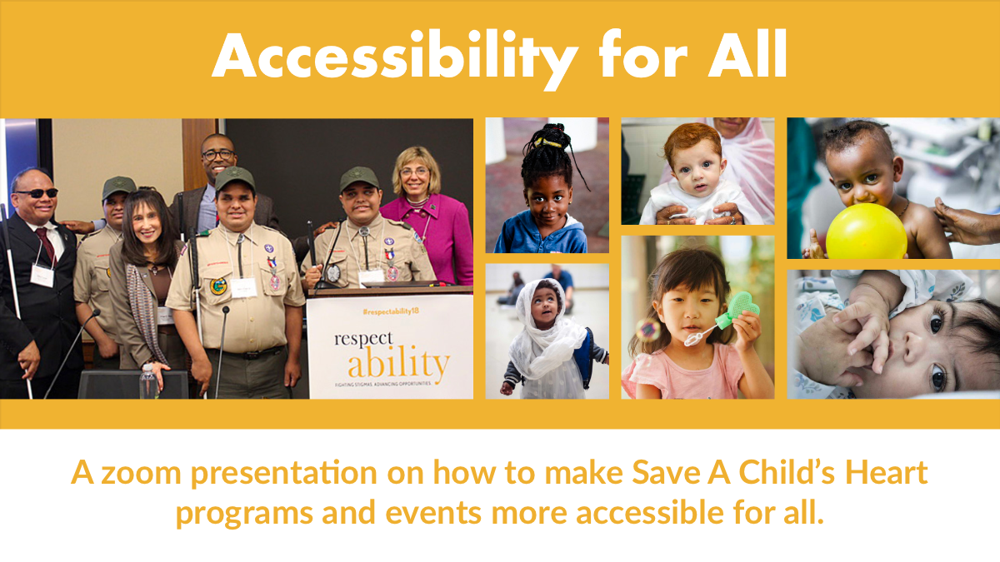 Accessibility for All
#respectability18
respect
ability
FIGHTING STIGMAS. ADVANCING OPPORTUNITIES.
A zoom presentation on how to make Save A Child’s Heart
programs and events more accessible for all.